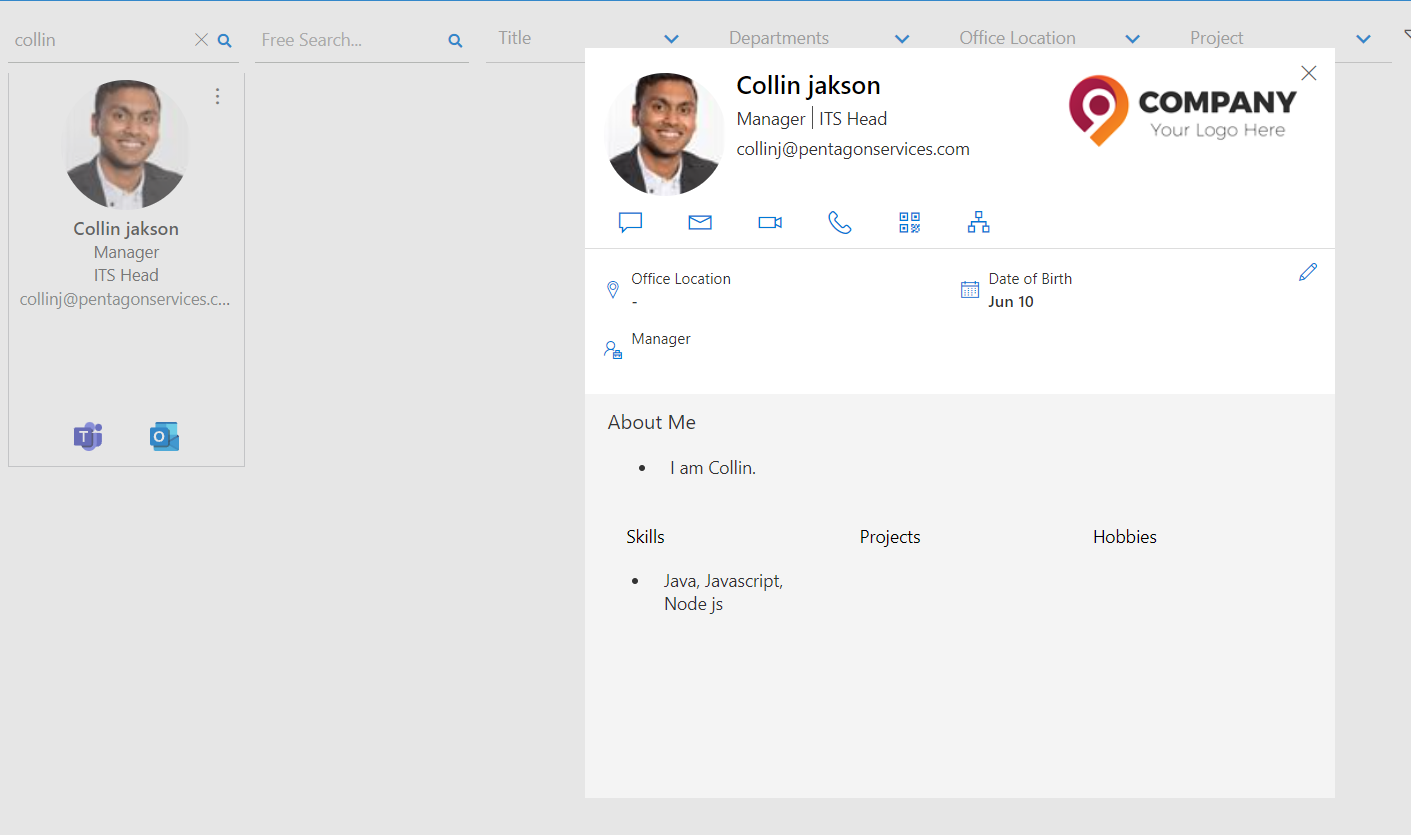 collin
Free Search...
Title
Departments
Office Location
Project
Collin jakson
Manager
ITS Head
collinj@pentagonservices.c...
T
O
Collin jakson
Manager | ITS Head
collinj@pentagonservices.com
COMPANY
Your Logo Here
Office Location
-
Date of Birth
Jun 10
Manager
About Me
• I am Collin.
Skills
Projects
Hobbies
• Java, Javascript,
Node js